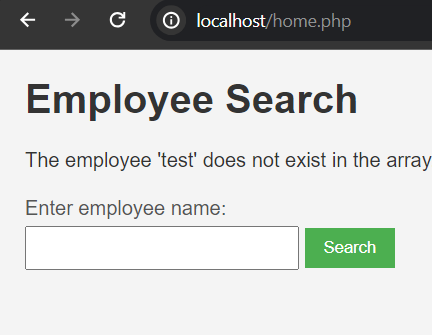 localhost/home.php
Employee Search
The employee 'test' does not exist in the array
Enter employee name:
Search